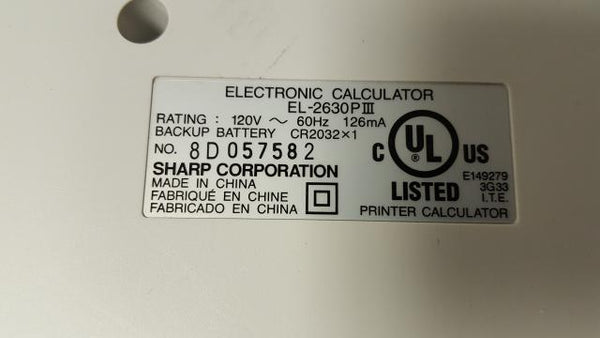 ELECTRONIC CALCULATOR
EL-2630PIII
RATING : 120V ~ 60Hz 126mA
BACKUP BATTERY CR2032×1
NO. 8D057582
SHARP CORPORATION
MADE IN CHINA
FABRIQUÉ EN CHINE
FABRICADO EN CHINA
C UL ® US
LISTED
E149279
3G33
I.T.E.
PRINTER CALCULATOR